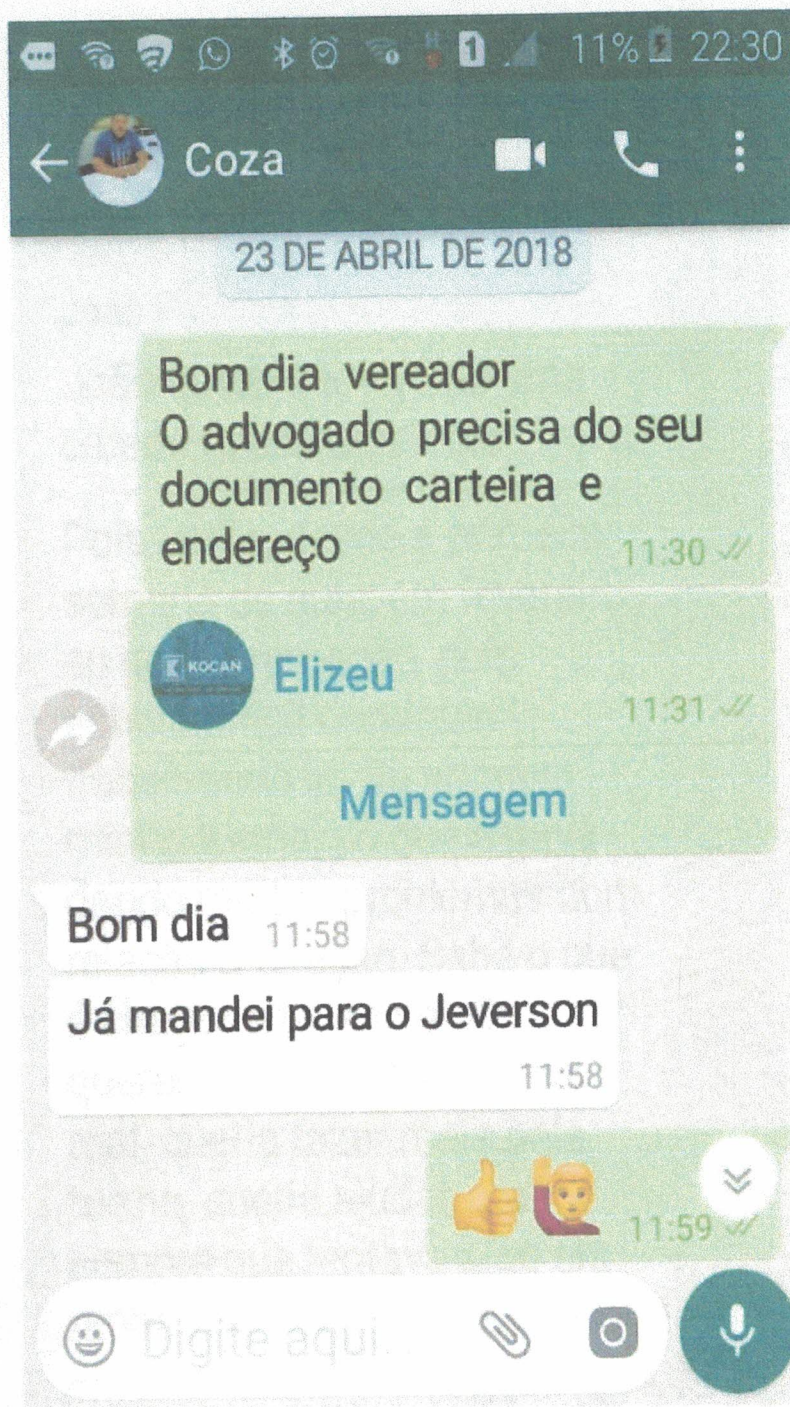 11% 22:30
Coza
23 DE ABRIL DE 2018
Bom dia vereador
O advogado precisa do seu
documento carteira e
endereço
11:30
KOCAN
Elizeu
11:31
Mensagem
Bom dia 11:58
Já mandei para o Jeverson
11:58
11:59
Digite aqui...